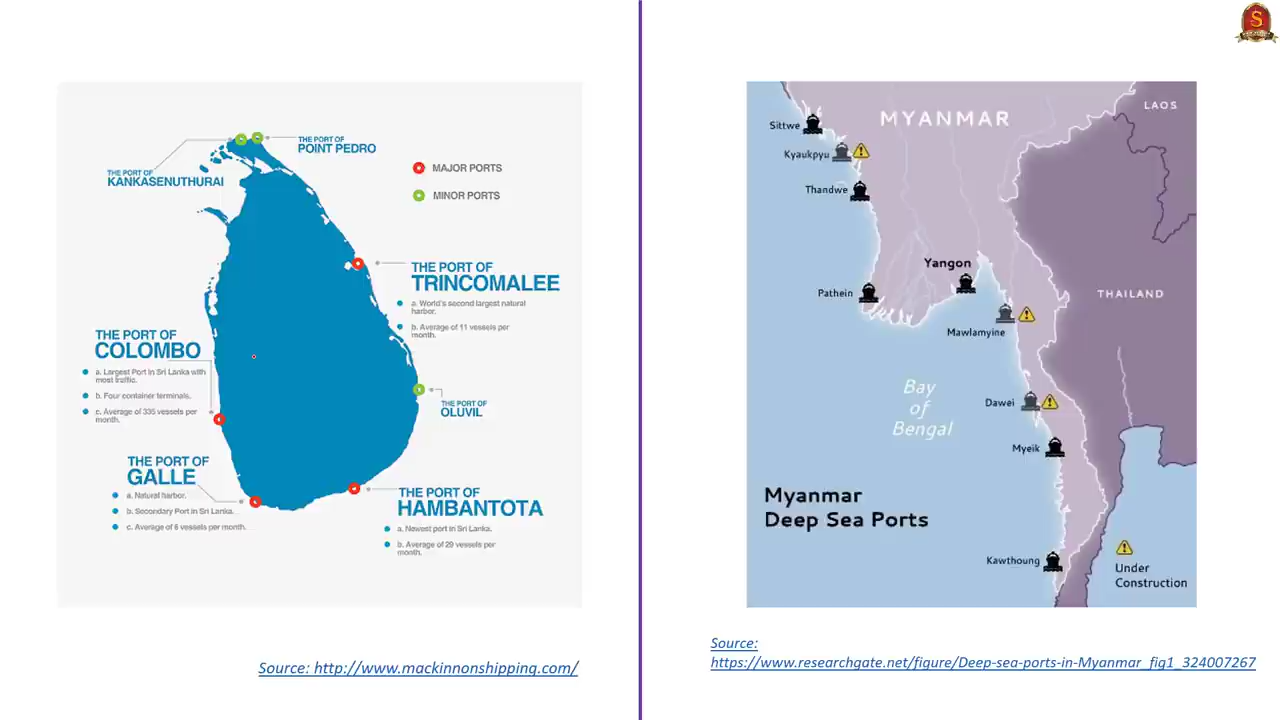 THE PORT OF
POINT PEDRO
THE PORT OF
KANKASENUTHURAI
MAJOR PORTS
MINOR PORTS
THE PORT OF
TRINCOMALEE
a. World's second largest natural
harbor.
b. Average of 11 vessels per
month.
THE PORT OF
COLOMBO
a. Largest Port in Sri Lanka with
most traffic.
b. Four container terminals.
c. Average of 335 vessels per
month.
THE PORT OF
OLUVIL
THE PORT OF
GALLE
a. Natural harbor.
b. Secondary Port in Sri Lanka.
c. Average of 6 vessels per month.
THE PORT OF
HAMBANTOTA
a. Newest port in Sri Lanka.
b. Average of 29 vessels per
month.
Source: http://www.mackinnonshipping.com/
S
LAOS
MYANMAR
Sittwe
Kyaukpyu
Thandwe
Yangon
Pathein
THAILAND
Mawlamyine
Bay
of
Bengal
Dawei
Myeik
Myanmar
Deep Sea Ports
Kawthoung
Under
Construction
Source:
https://www.researchgate.net/figure/Deep-sea-ports-in-Myanmar_fig1_324007267